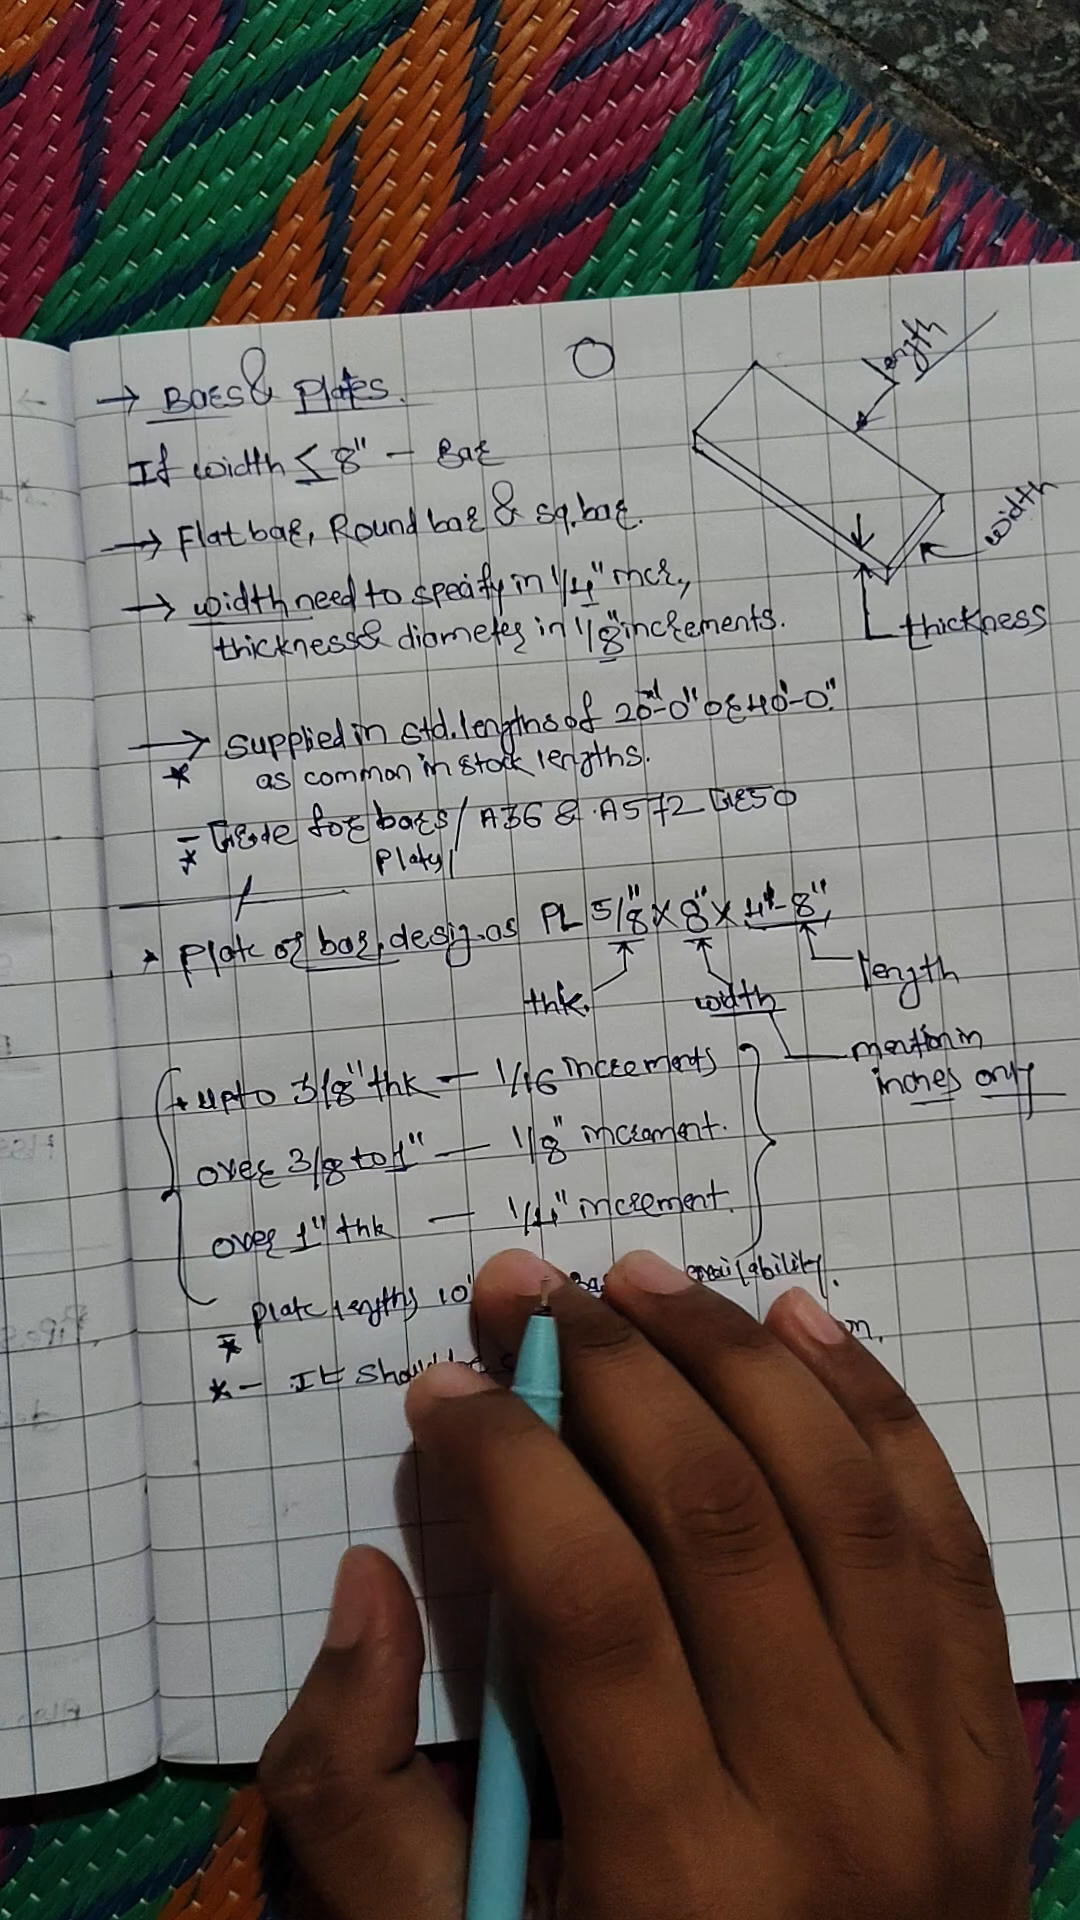 → Bars & Plates.
If width ≤ 8" - Bar
→ Flat bar, Round bar & sq.bar.
→ width need to specify in 1/4" incr,
thickness & diameter in 1/8" increments.
length
width
thickness
→ supplied in std. lengths of 20'-0" or 40'-0".
* as common in stock lengths.
- Grade for bars/ A36 & A572 GR50
* Plates/
Plate or bar, desig. as PL 5/8" x 8" x 4'-8"
thk.
width
length
mention in
inches only
upto 3/8" thk - 1/16 increments
over 3/8 to 1" - 1/8" increment.
over 1" thk - 1/4" increment.
* Plate lengths 10' availability.
* - It